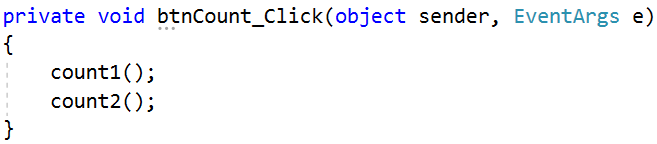 private void btnCount_Click(object sender, EventArgs e)
{
    count1();
    count2();
}